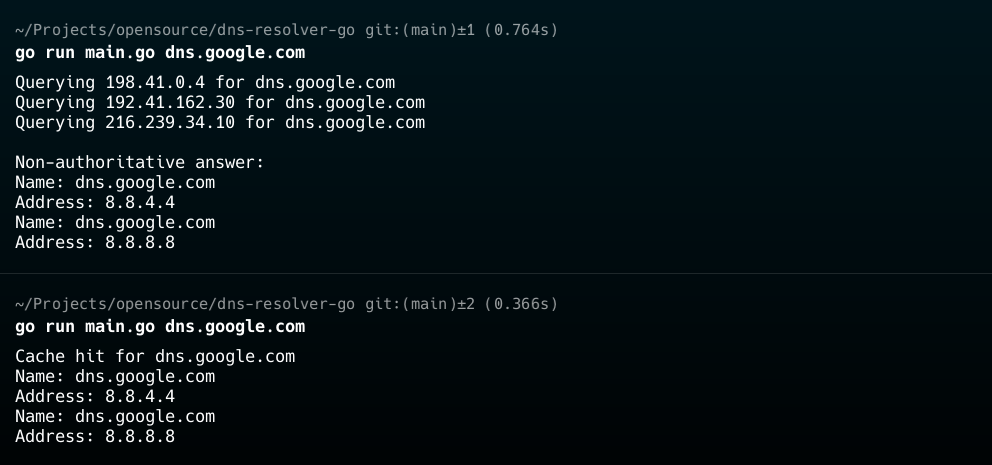 ~/Projects/opensource/dns-resolver-go git:(main)±1 (0.764s)
go run main.go dns.google.com
Querying 198.41.0.4 for dns.google.com
Querying 192.41.162.30 for dns.google.com
Querying 216.239.34.10 for dns.google.com
Non-authoritative answer:
Name: dns.google.com
Address: 8.8.4.4
Name: dns.google.com
Address: 8.8.8.8
~/Projects/opensource/dns-resolver-go git:(main)±2 (0.366s)
go run main.go dns.google.com
Cache hit for dns.google.com
Name: dns.google.com
Address: 8.8.4.4
Name: dns.google.com
Address: 8.8.8.8